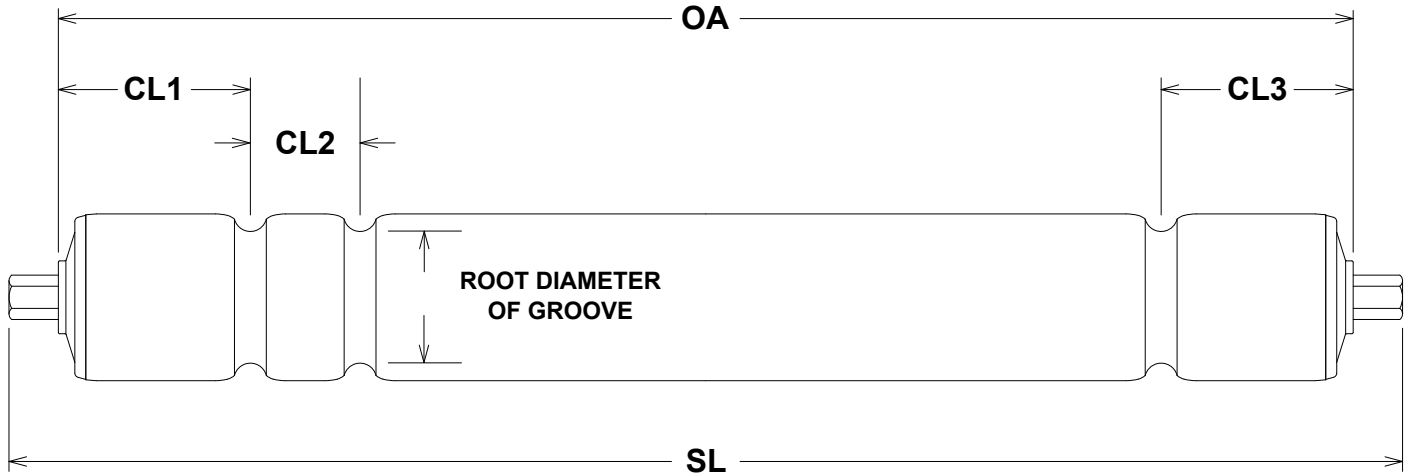 OA
CL1
CL3
CL2
ROOT DIAMETER
OF GROOVE
SL